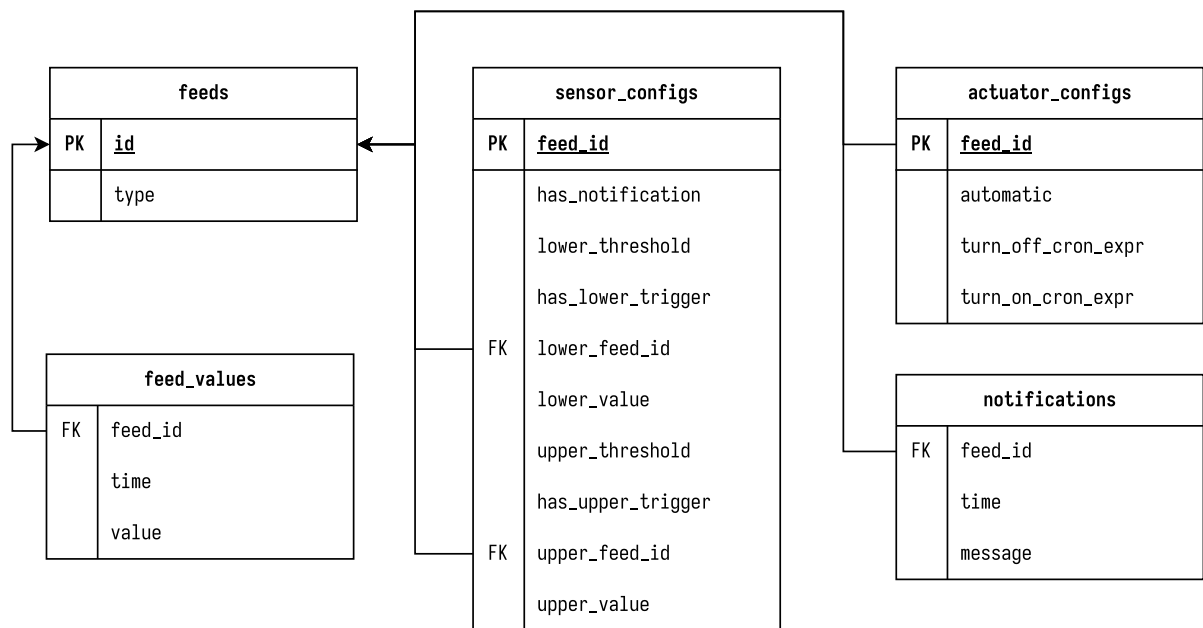 feeds
PK id
type
feed_values
FK feed_id
time
value
sensor_configs
PK feed_id
has_notification
lower_threshold
has_lower_trigger
FK lower_feed_id
lower_value
upper_threshold
has_upper_trigger
FK upper_feed_id
upper_value
actuator_configs
PK feed_id
automatic
turn_off_cron_expr
turn_on_cron_expr
notifications
FK feed_id
time
message